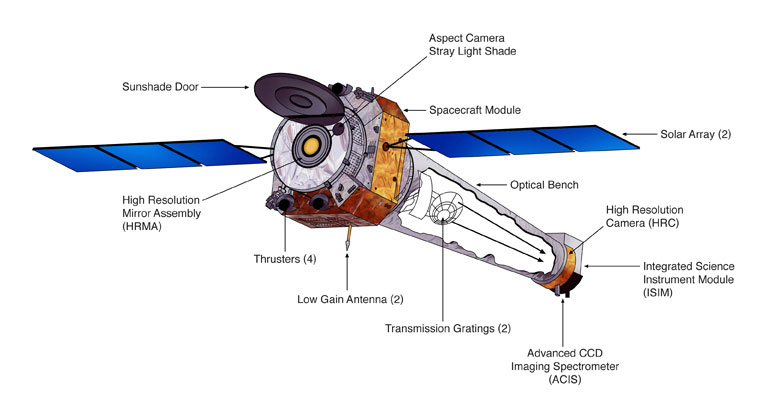 Aspect Camera
Stray Light Shade
Sunshade Door
Spacecraft Module
Solar Array (2)
Optical Bench
High Resolution
Mirror Assembly
(HRMA)
High Resolution
Camera (HRC)
Thrusters (4)
Integrated Science
Instrument Module
(ISIM)
Low Gain Antenna (2)
Transmission Gratings (2)
Advanced CCD
Imaging Spectrometer
(ACIS)